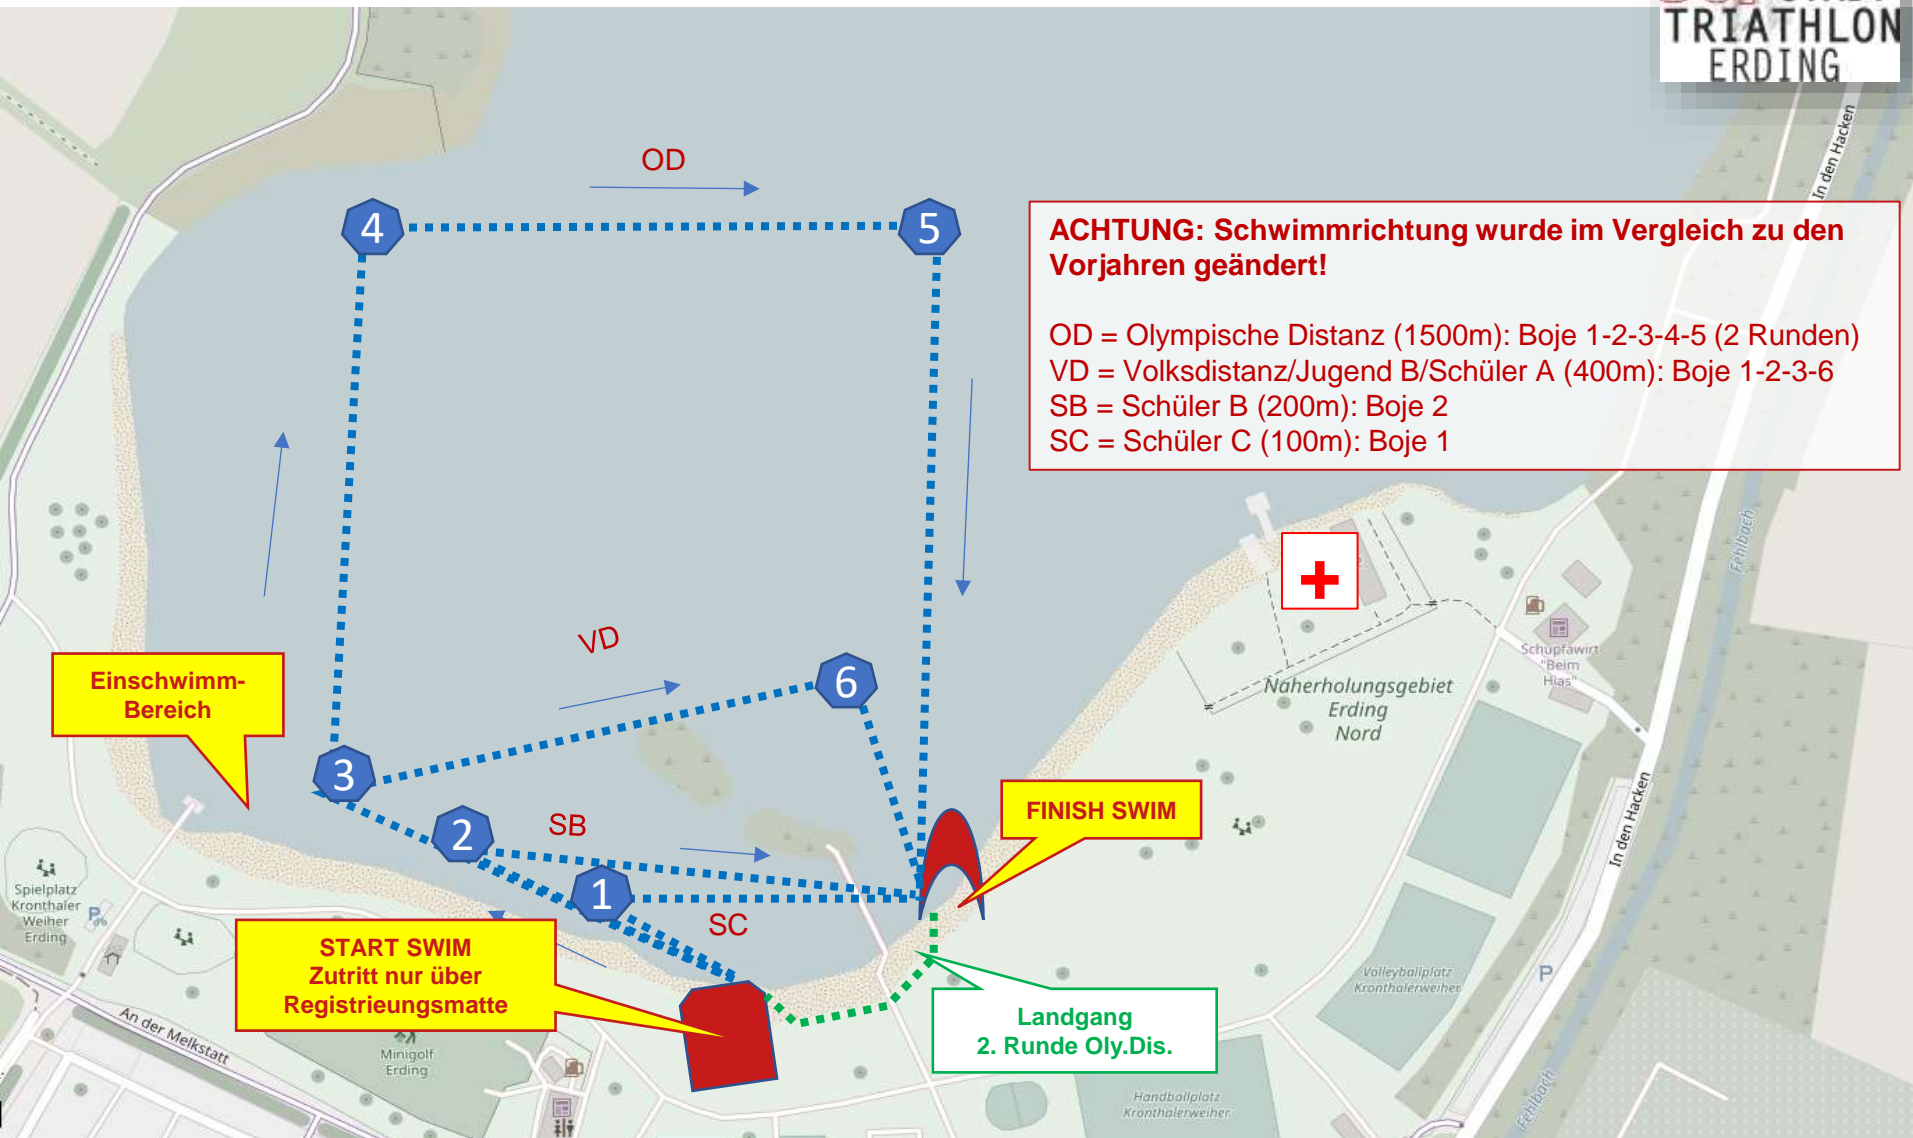 TRIATHLON
ERDING
In den Hacken
OD
4
5
ACHTUNG: Schwimmrichtung wurde im Vergleich zu den
Vorjahren geändert!
OD = Olympische Distanz (1500m): Boje 1-2-3-4-5 (2 Runden)
VD = Volksdistanz/Jugend B/Schüler A (400m): Boje 1-2-3-6
SB = Schüler B (200m): Boje 2
SC = Schüler C (100m): Boje 1
Fehlbach
VD
Schupfawirt
"Beim
Hias"
Einschwimm-
Bereich
6
Naherholungsgebiet
Erding
Nord
3
2
SB
FINISH SWIM
In den Hacken
1
SC
Spielplatz
Kronthaler
Weiher
Erding
P
START SWIM
Zutritt nur über
Registrieungsmatte
Volleyballplatz
Kronthalerweiher
P
Landgang
2. Runde Oly.Dis.
An der Melkstatt
Minigolf
Erding
Handballplatz
Kronthalerweiher
Fehlbach